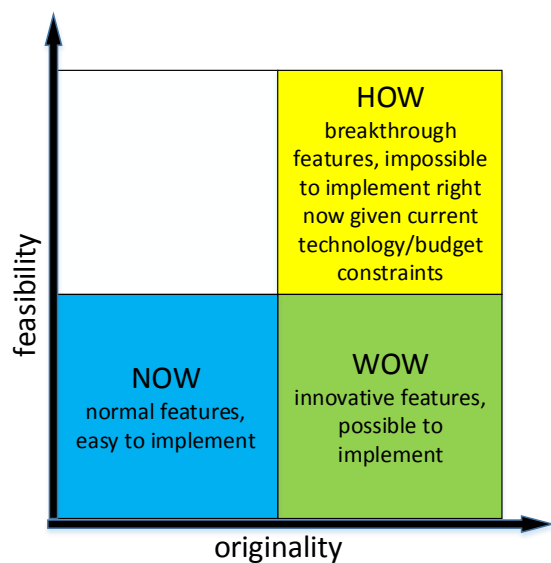 HOW
breakthrough
features, impossible
to implement right
now given current
technology/budget
constraints
feasibility
NOW
normal features,
easy to implement
WOW
innovative features,
possible to
implement
originality